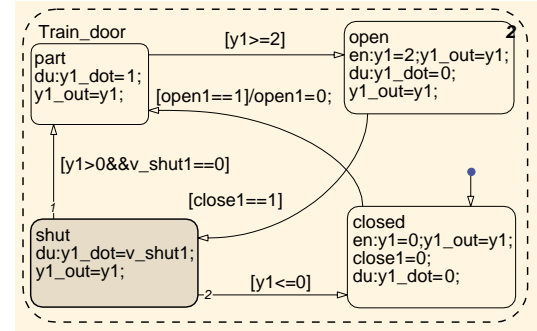 Train_door
2
part
du:y1_dot=1;
y1_out=y1;
[y1>=2]
open
en:y1=2;y1_out=y1;
du:y1_dot=0;
y1_out=y1;
[open1==1]/open1=0;
[y1>0&&v_shut1==0]
[close1==1]
1
shut
du:y1_dot=v_shut1;
y1_out=y1;
2
[y1<=0]
closed
en:y1=0;y1_out=y1;
close1=0;
du:y1_dot=0;